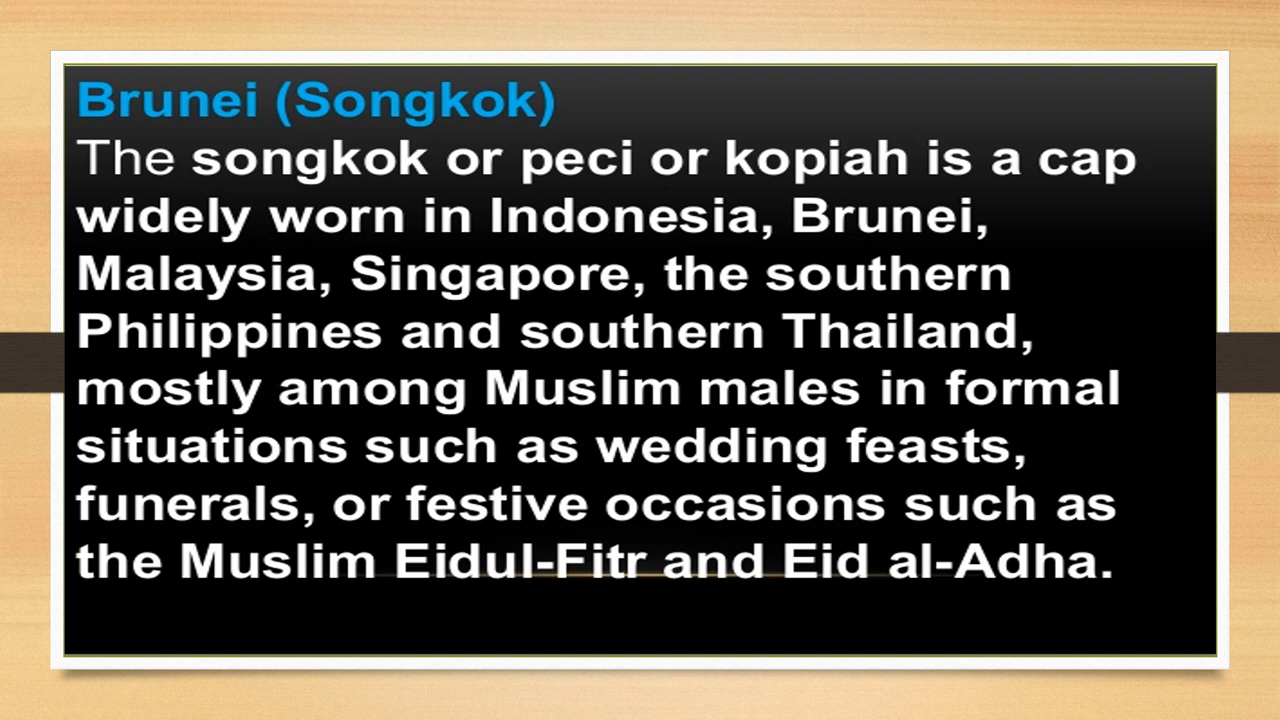 Brunei (Songkok)
The songkok or peci or kopiah is a cap
widely worn in Indonesia, Brunei,
Malaysia, Singapore, the southern
Philippines and southern Thailand,
mostly among Muslim males in formal
situations such as wedding feasts,
funerals, or festive occasions such as
the Muslim Eidul-Fitr and Eid al-Adha.